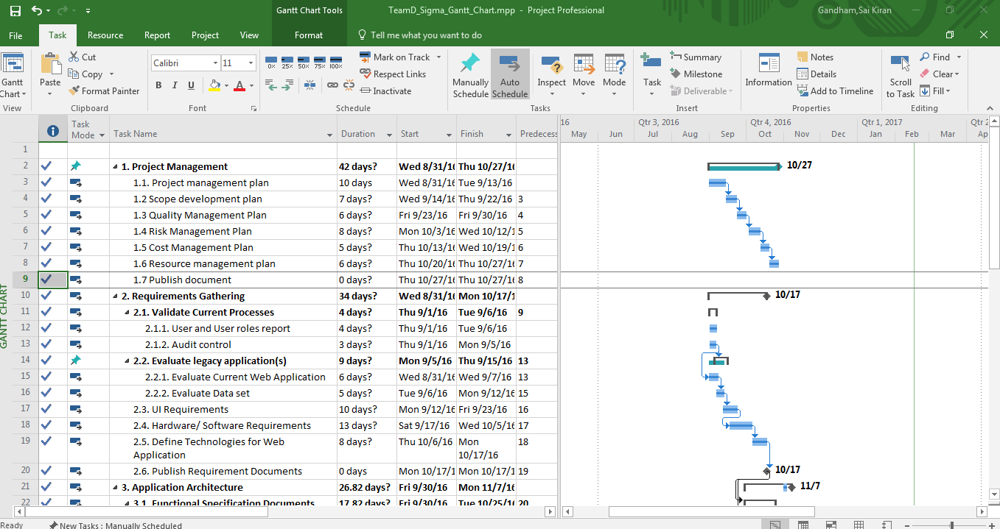 Gantt Chart Tools TeamD_Sigma_Gantt_Chart.mpp - Project Professional Gandham,Sai Kiran
File Task Resource Report Project View Format Tell me what you want to do
Gantt Chart
View
Paste
Cut
Copy
Format Painter
Clipboard
Calibri 11
B I U A
Font
0% 25% 50% 75% 100%
Mark on Track
Respect Links
Inactivate
Schedule
Manually Schedule
Auto Schedule
Inspect Move Mode
Tasks
Task
Summary
Milestone
Deliverable
Insert
Information
Notes
Details
Add to Timeline
Properties
Scroll to Task
Find
Clear
Fill
Editing
GANTT CHART
Task Mode Task Name Duration Start Finish Predecess
16 Qtr 3, 2016 Qtr 4, 2016 Qtr 1, 2017 Qtr 2
May Jun Jul Aug Sep Oct Nov Dec Jan Feb Mar Ap
1
2 1. Project Management 42 days? Wed 8/31/16 Thu 10/27/16 10/27
3 1.1. Project management plan 10 days Wed 8/31/16 Tue 9/13/16
4 1.2 Scope development plan 7 days? Wed 9/14/16 Thu 9/22/16 3
5 1.3 Quality Management Plan 6 days? Fri 9/23/16 Fri 9/30/16 4
6 1.4 Risk Management Plan 8 days? Mon 10/3/16 Wed 10/12/1 5
7 1.5 Cost Management Plan 5 days? Thu 10/13/16 Wed 10/19/1 6
8 1.6 Resource management plan 6 days? Thu 10/20/16 Thu 10/27/16 7
9 1.7 Publish document 0 days? Thu 10/27/16 Thu 10/27/16 8
10 2. Requirements Gathering 34 days? Wed 8/31/16 Mon 10/17/1 10/17
11 2.1. Validate Current Processes 4 days? Thu 9/1/16 Tue 9/6/16 9
12 2.1.1. User and User roles report 4 days? Thu 9/1/16 Tue 9/6/16
13 2.1.2. Audit control 3 days? Thu 9/1/16 Mon 9/5/16
14 2.2. Evaluate legacy application(s) 9 days? Mon 9/5/16 Thu 9/15/16 13
15 2.2.1. Evaluate Current Web Application 6 days? Wed 8/31/16 Wed 9/7/16 13
16 2.2.2. Evaluate Data set 5 days? Tue 9/6/16 Mon 9/12/16 15
17 2.3. UI Requirements 10 days? Mon 9/12/16 Fri 9/23/16 16
18 2.4. Hardware/ Software Requirements 13 days? Sat 9/17/16 Wed 10/5/16 17
19 2.5. Define Technologies for Web 8 days? Thu 10/6/16 Mon 18
Application 10/17/16
20 2.6. Publish Requirement Documents 0 days Mon 10/17/1 Mon 10/17/1 19 10/17
21 3. Application Architecture 26.82 days? Fri 9/30/16 Mon 11/7/16 11/7
22 3.1. Functional Specification Documents 17.82 days? Fri 9/30/16 Tue 10/25/16 20
Ready New Tasks : Manually Scheduled